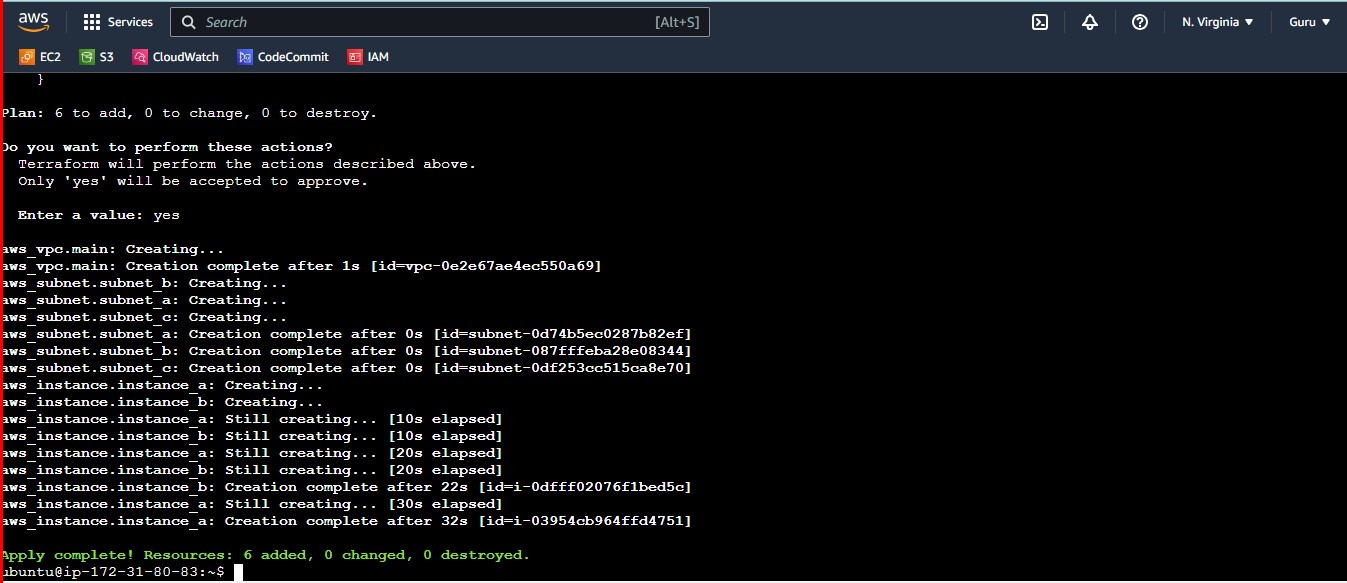 aws Services Search [Alt+S] N. Virginia ▼ Guru ▼
EC2 S3 CloudWatch CodeCommit IAM
}
Plan: 6 to add, 0 to change, 0 to destroy.
Do you want to perform these actions?
Terraform will perform the actions described above.
Only 'yes' will be accepted to approve.
Enter a value: yes
aws_vpc.main: Creating...
aws_vpc.main: Creation complete after 1s [id=vpc-0e2e67ae4ec550a69]
aws_subnet.subnet_b: Creating...
aws_subnet.subnet_a: Creating...
aws_subnet.subnet_c: Creating...
aws_subnet.subnet_a: Creation complete after 0s [id=subnet-0d74b5ec0287b82ef]
aws_subnet.subnet_b: Creation complete after 0s [id=subnet-087fffeba28e08344]
aws_subnet.subnet_c: Creation complete after 0s [id=subnet-0df253cc515ca8e70]
aws_instance.instance_a: Creating...
aws_instance.instance_b: Creating...
aws_instance.instance_a: Still creating... [10s elapsed]
aws_instance.instance_b: Still creating... [10s elapsed]
aws_instance.instance_a: Still creating... [20s elapsed]
aws_instance.instance_b: Still creating... [20s elapsed]
aws_instance.instance_b: Creation complete after 22s [id=i-0dfff02076f1bed5c]
aws_instance.instance_a: Still creating... [30s elapsed]
aws_instance.instance_a: Creation complete after 32s [id=i-03954cb964ffd4751]
Apply complete! Resources: 6 added, 0 changed, 0 destroyed.
ubuntu@ip-172-31-80-83:~$